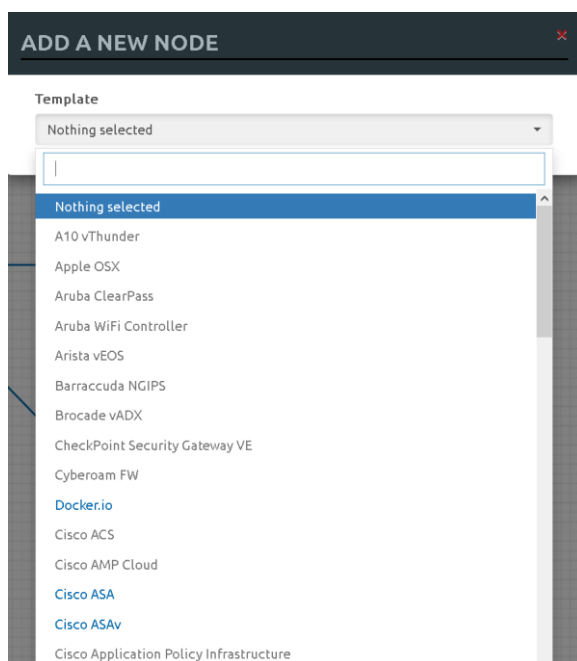 ADD A NEW NODE
Template
Nothing selected
Nothing selected
A10 vThunder
Apple OSX
Aruba ClearPass
Aruba WiFi Controller
Arista vEOS
Barraccuda NGIPS
Brocade vADX
CheckPoint Security Gateway VE
Cyberoam FW
Docker.io
Cisco ACS
Cisco AMP Cloud
Cisco ASA
Cisco ASAv
Cisco Application Policy Infrastructure